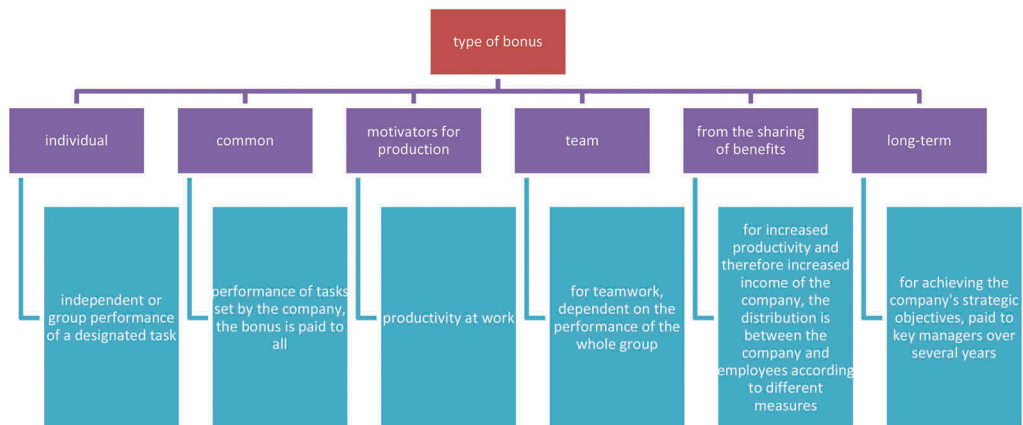 type of bonus
individual
common
motivators for
production
team
from the sharing
of benefits
long-term
independent or
group performance
of a designated task
performance of tasks
set by the company,
the bonus is paid to
all
productivity at work
for teamwork,
dependent on the
performance of the
whole group
for increased
productivity and
therefore increased
income of the
company, the
distribution is
between the
company and
employees according
to different
measures
for achieving the
company's strategic
objectives, paid to
key managers over
several years